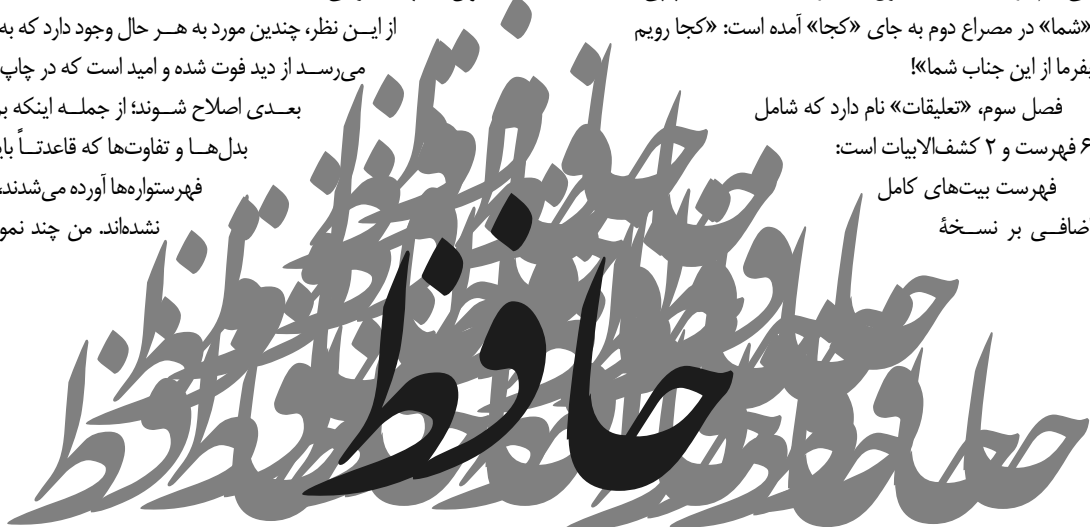 «شما» در مصراع دوم به جای «کجا» آمده است: «کجا رویم
بفرما از این جناب شما»!
فصل سوم، «تعلیقات» نام دارد که شامل
۶ فهرست و ۲ کشف‌الابیات است:
فهرست بیت‌های کامل
بر نسخهٔ
از این نظر، چندین مورد به هر حال وجود دارد که به
می‌رسد از دید فوت شده و امید است که در چاپ
بعدی اصلاح شوند؛ از جمله اینکه
بدل‌ها و تفاوت‌ها که قاعدتاً
فهرستواره‌ها آورده می‌شدند،
نشده‌اند. من چند
حافظ